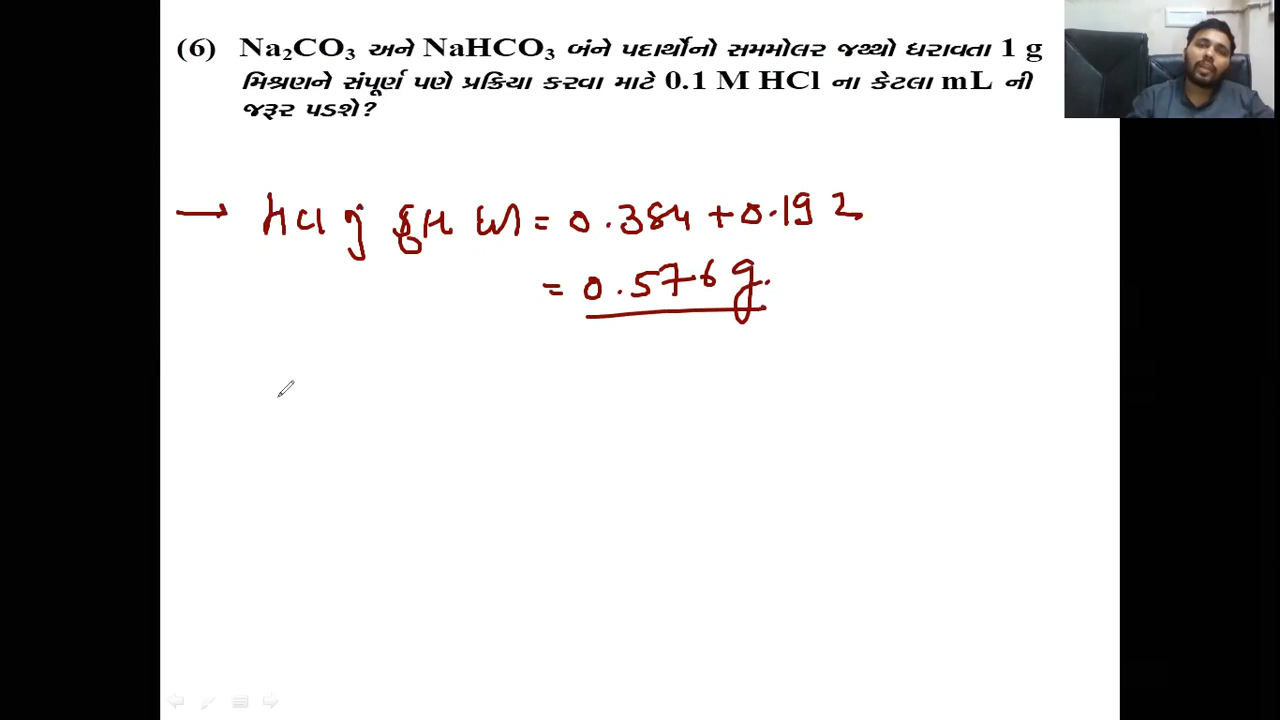 (6) Na₂CO₃ અને NaHCO₃ બંને પદાર્થોનો સમમોલર જથ્થો ધરાવતા 1 g
મિશ્રણને સંપૂર્ણ પણે પ્રક્રિયા કરવા માટે 0.1 M HCl ના કેટલા mL ની
જરૂર પડશે?
→ HCl નું કુલ વજન = 0.384 + 0.192
= 0.576 g.